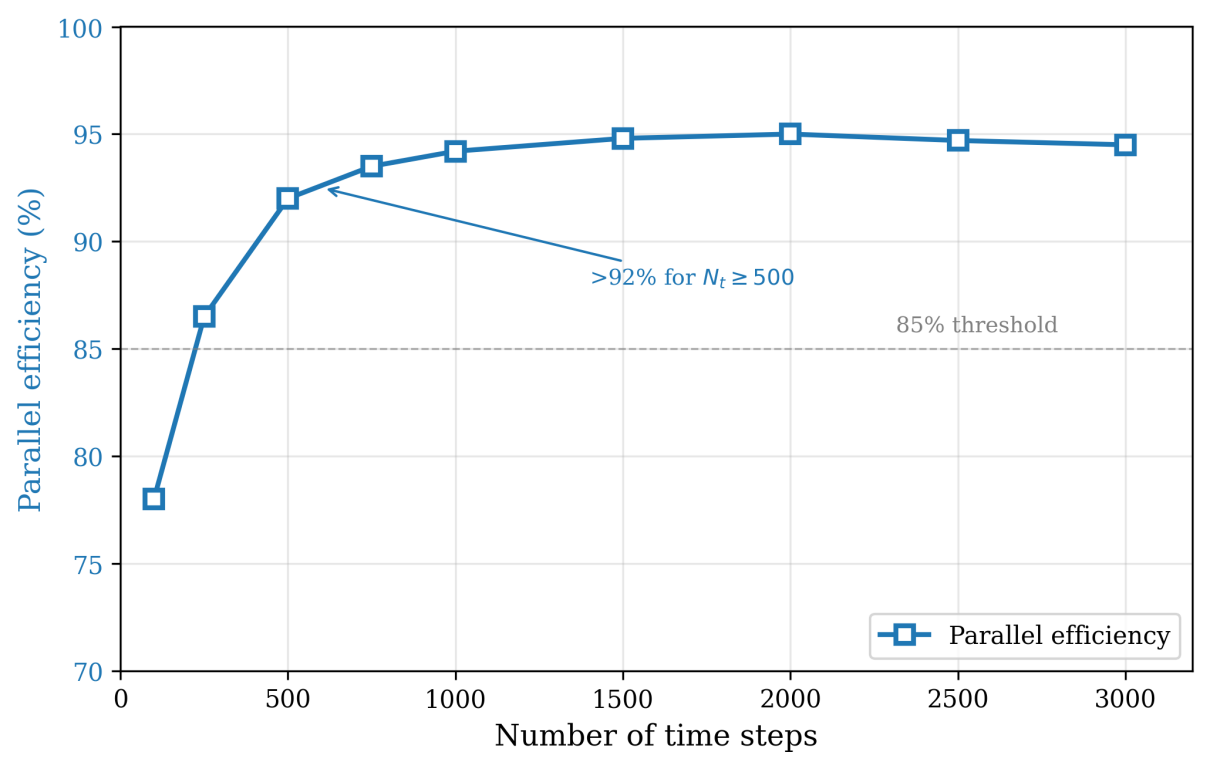 100
95
90
85
80
75
70
Parallel efficiency (%)
>92% for Nₜ ≥ 500
85% threshold
Parallel efficiency
0 500 1000 1500 2000 2500 3000
Number of time steps